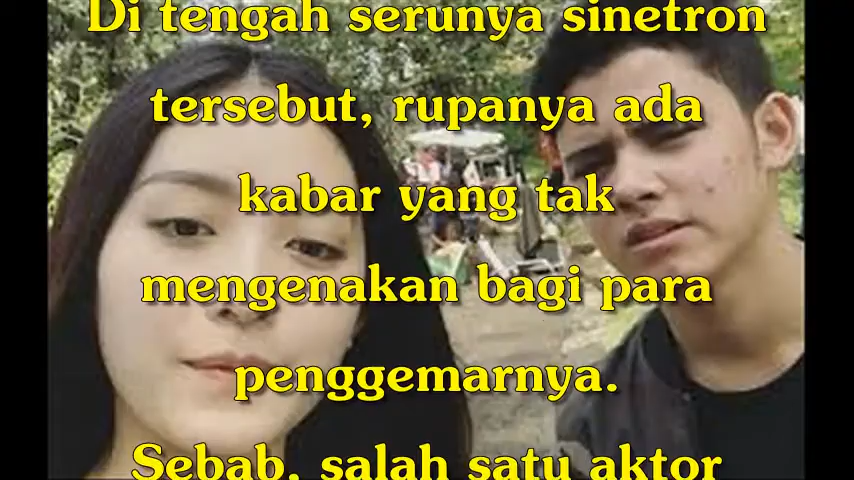 Di tengah serunya sinetron
tersebut, rupanya ada
kabar yang tak
mengenakan bagi para
penggemarnya.
Sebab, salah satu aktor